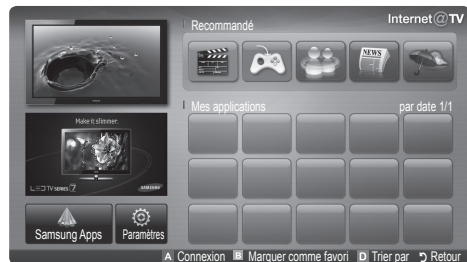 Internet@TV
Recommandé
NEWS
Mes applications par date 1/1
Make it slimmer.
LED TV SERIES 7 SAMSUNG
Samsung Apps Paramètres
A Connexion B Marquer comme favori D Trier par Retour